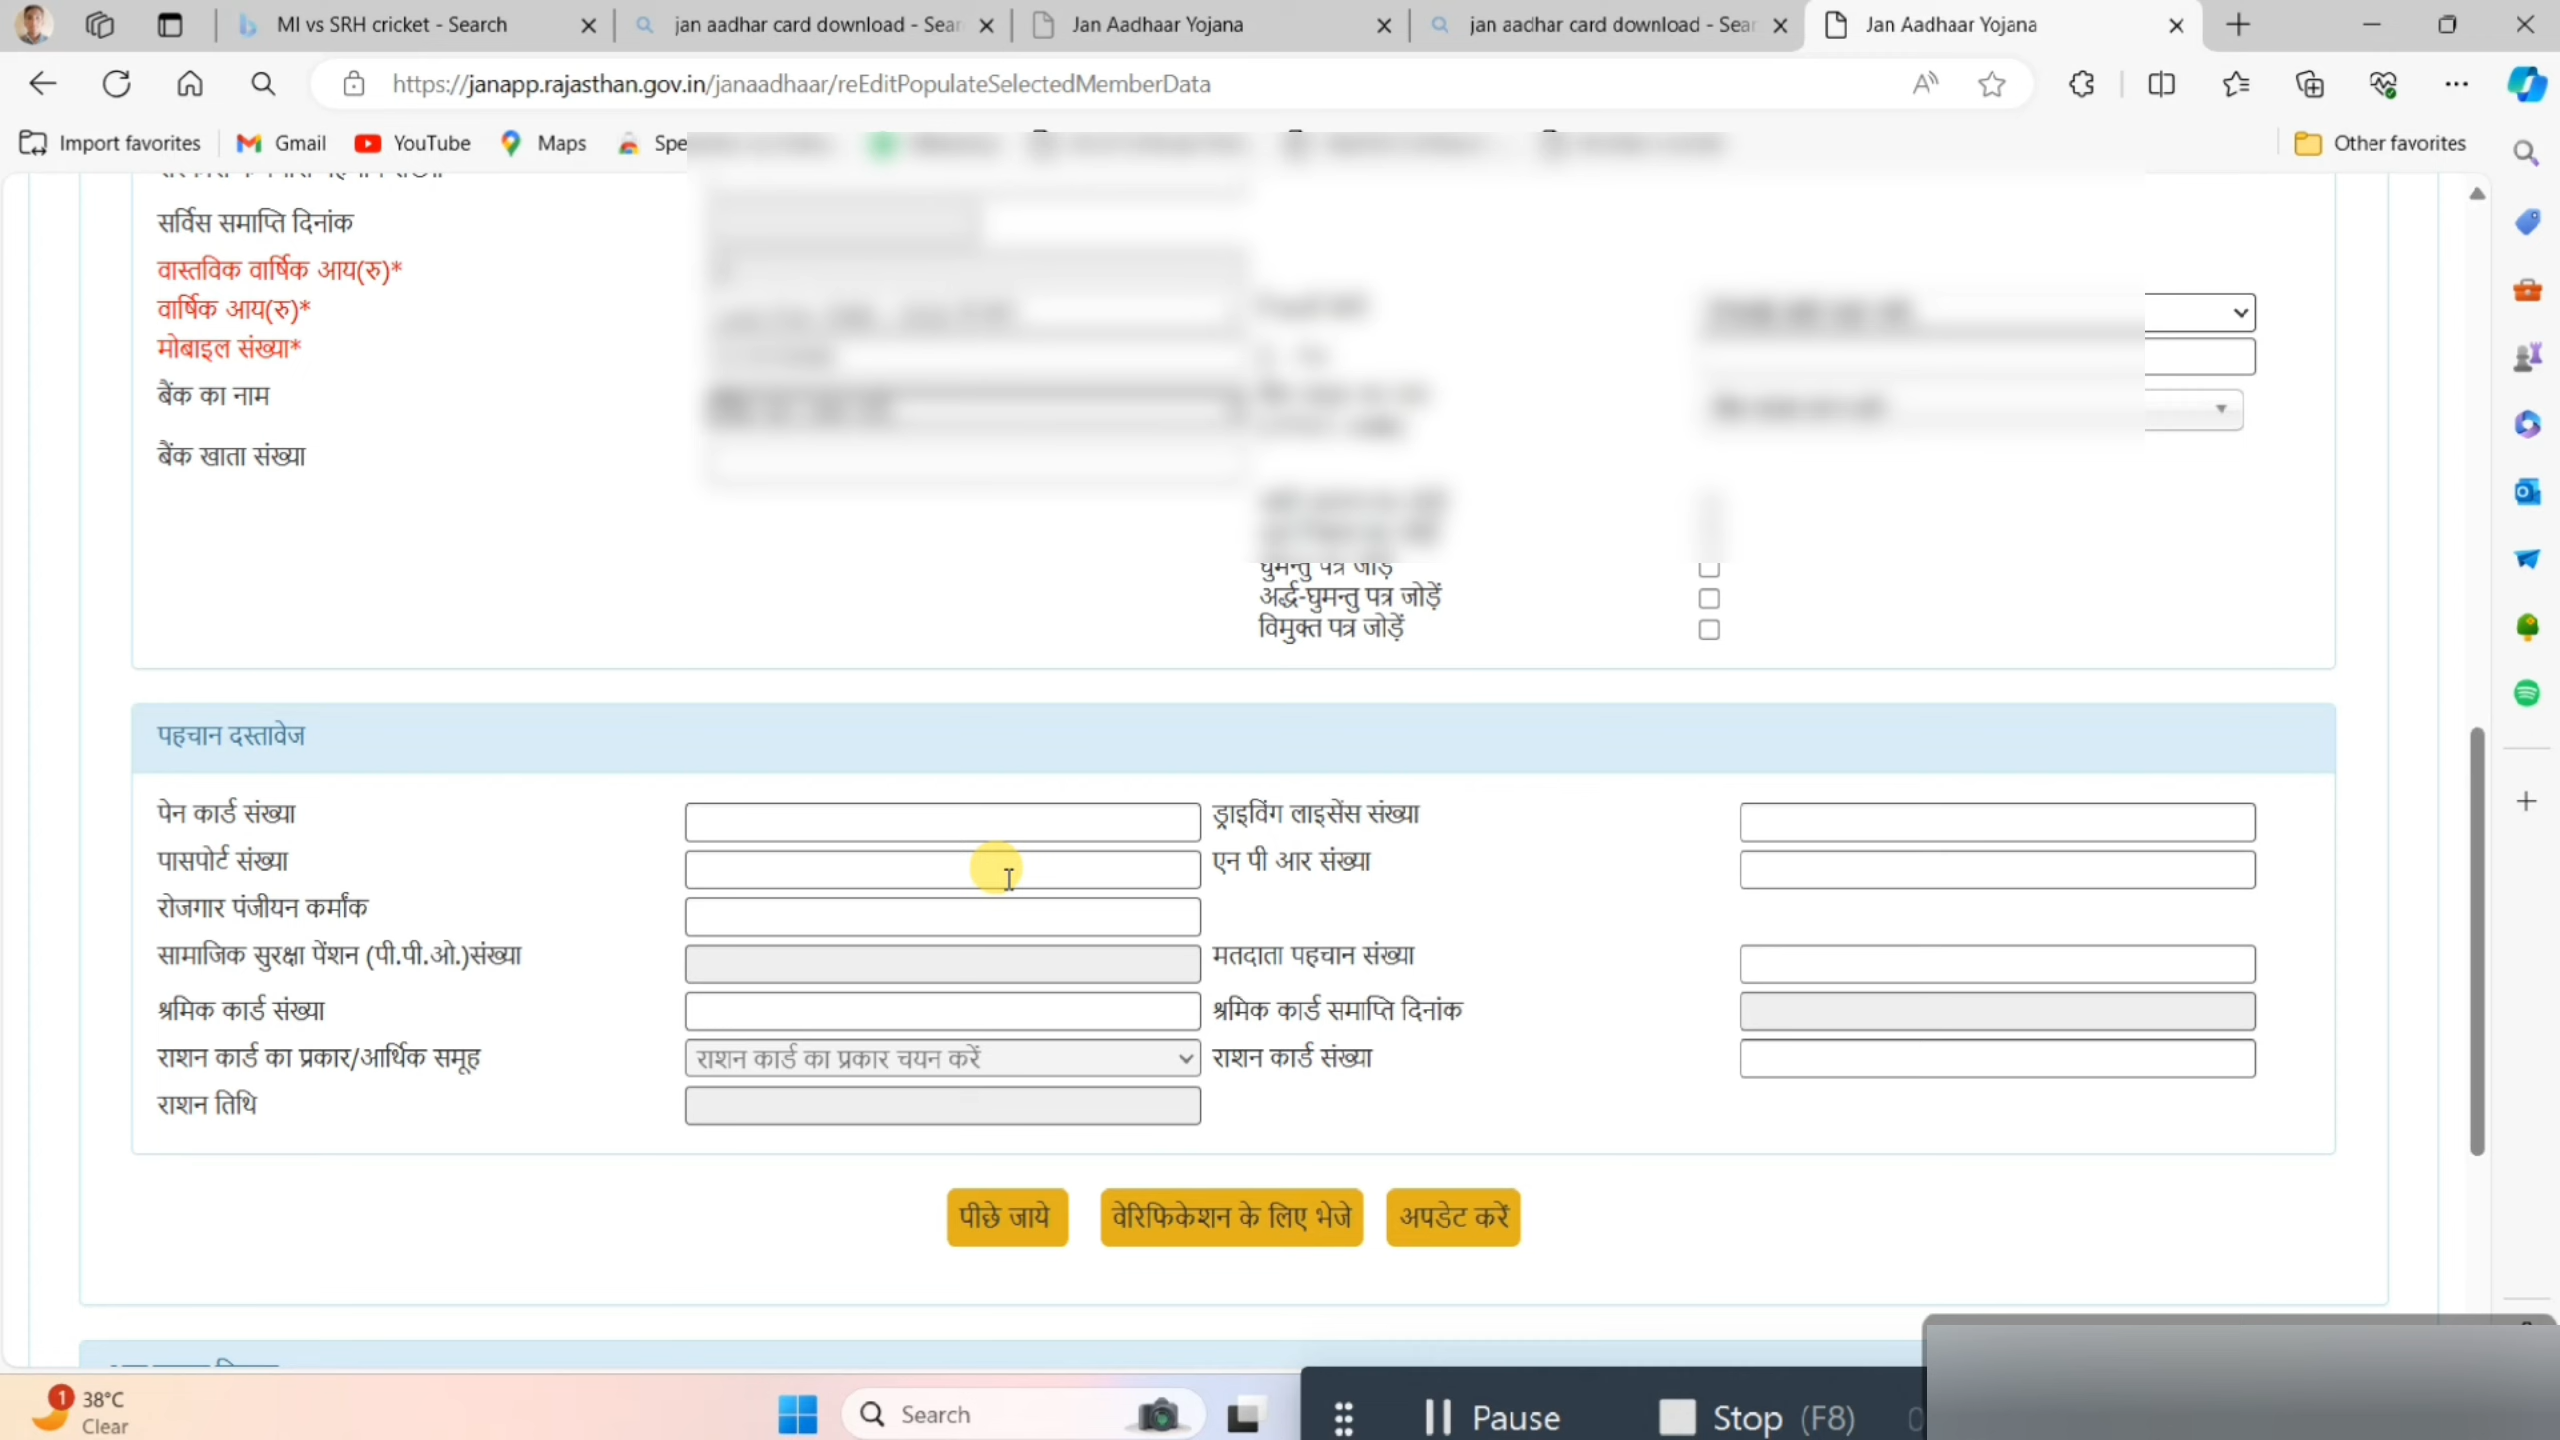 MI vs SRH cricket - Search
jan aadhar card download - Sear
Jan Aadhaar Yojana
jan aadhar card download - Sear
Jan Aadhaar Yojana
https://janapp.rajasthan.gov.in/janaadhaar/reEditPopulateSelectedMemberData
Import favorites Gmail YouTube Maps Spe Other favorites
सर्विस समाप्ति दिनांक
वास्तविक वार्षिक आय(रु)*
वार्षिक आय(रु)*
मोबाइल संख्या*
बैंक का नाम
बैंक खाता संख्या
घुमन्तु पत्र जोड़ें
अर्द्ध-घुमन्तु पत्र जोड़ें
विमुक्त पत्र जोड़ें
पहचान दस्तावेज
पेन कार्ड संख्या ड्राइविंग लाइसेंस संख्या
पासपोर्ट संख्या एन पी आर संख्या
रोजगार पंजीयन कर्मांक
सामाजिक सुरक्षा पेंशन (पी.पी.ओ.)संख्या मतदाता पहचान संख्या
श्रमिक कार्ड संख्या श्रमिक कार्ड समाप्ति दिनांक
राशन कार्ड का प्रकार/आर्थिक समूह राशन कार्ड का प्रकार चयन करें राशन कार्ड संख्या
राशन तिथि
पीछे जाये वेरिफिकेशन के लिए भेजे अपडेट करें
1 38°C
Clear
Search
Pause Stop (F8)